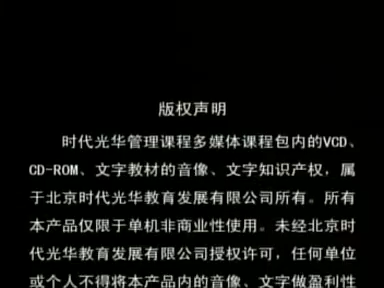 版权声明
时代光华管理课程多媒体课程包内的VCD、
CD-ROM、文字教材的音像、文字知识产权，属
于北京时代光华教育发展有限公司所有。所有
本产品仅限于单机非商业性使用。未经北京时
代光华教育发展有限公司授权许可，任何单位
或个人不得将本产品内的音像、文字做盈利性